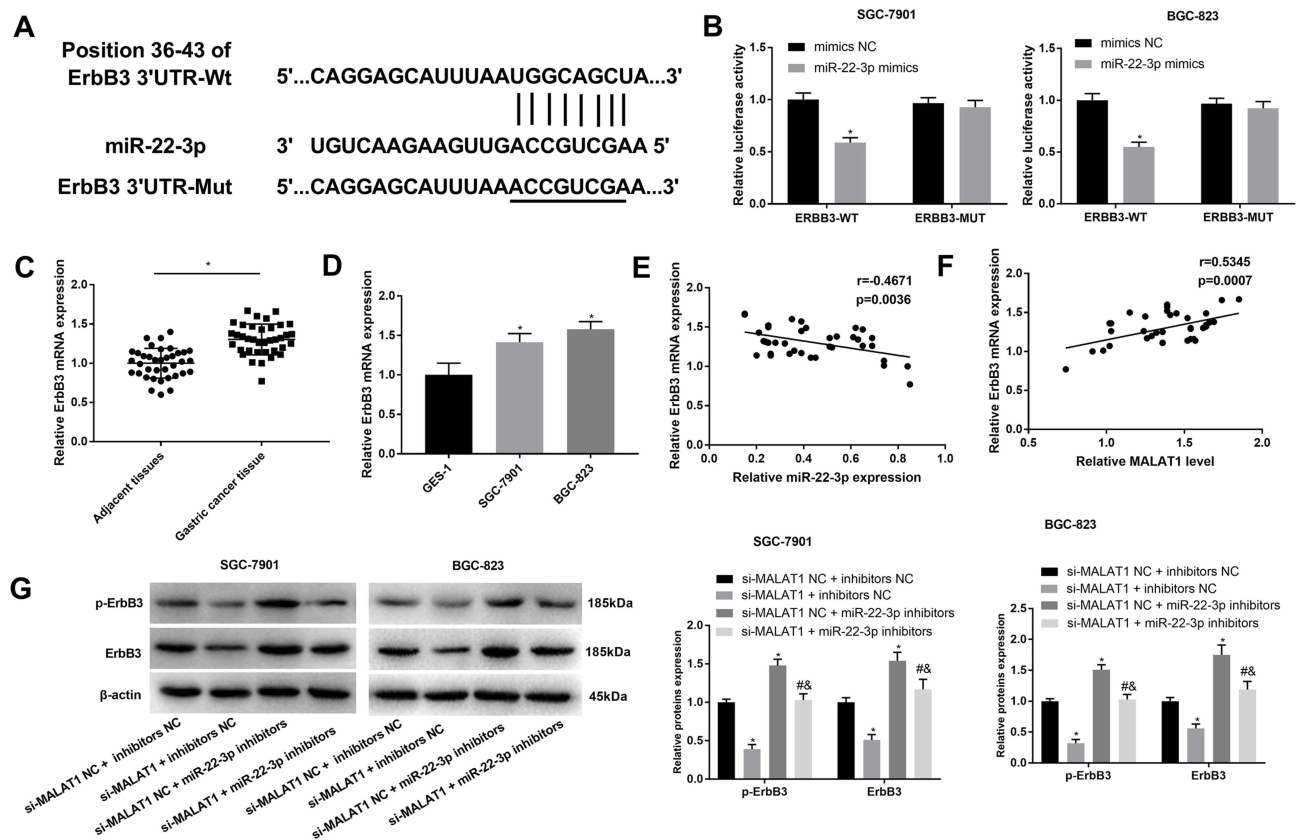 A
Position 36-43 of
ErbB3 3'UTR-Wt
5'...CAGGAGCAUUUAAUGGCAGCUA...3'
miR-22-3p
3' UGUCAAGAAGUUGACCGUCGAA 5'
ErbB3 3'UTR-Mut
5'...CAGGAGCAUUUAAACCGUCGAA...3'
B
SGC-7901
mimics NC
miR-22-3p mimics
Relative luciferase activity
1.5
1.0
0.5
0.0
*
ERBB3-WT
ERBB3-MUT
BGC-823
mimics NC
miR-22-3p mimics
Relative luciferase activity
1.5
1.0
0.5
0.0
*
ERBB3-WT
ERBB3-MUT
C
Relative ErbB3 mRNA expression
2.0
1.5
1.0
0.5
0.0
*
Adjacent tissues
Gastric cancer tissue
D
Relative ErbB3 mRNA expression
2.0
1.5
1.0
0.5
0.0
*
*
GES-1
SGC-7901
BGC-823
E
Relative ErbB3 mRNA expression
2.0
1.5
1.0
0.5
0.0
r=-0.4671
p=0.0036
0.0 0.2 0.4 0.6 0.8 1.0
Relative miR-22-3p expression
F
Relative ErbB3 mRNA expression
2.0
1.5
1.0
0.5
0.0
r=0.5345
p=0.0007
0.5 1.0 1.5 2.0
Relative MALAT1 level
G
SGC-7901
BGC-823
p-ErbB3
185kDa
ErbB3
185kDa
β-actin
45kDa
si-MALAT1 NC + inhibitors NC
si-MALAT1 + inhibitors NC
si-MALAT1 NC + miR-22-3p inhibitors
si-MALAT1 + miR-22-3p inhibitors
si-MALAT1 NC + inhibitors NC
si-MALAT1 + inhibitors NC
si-MALAT1 NC + miR-22-3p inhibitors
si-MALAT1 + miR-22-3p inhibitors
SGC-7901
si-MALAT1 NC + inhibitors NC
si-MALAT1 + inhibitors NC
si-MALAT1 NC + miR-22-3p inhibitors
si-MALAT1 + miR-22-3p inhibitors
Relative proteins expression
2.0
1.5
1.0
0.5
0.0
*
*
#&
*
*
#&
p-ErbB3
ErbB3
BGC-823
si-MALAT1 NC + inhibitors NC
si-MALAT1 + inhibitors NC
si-MALAT1 NC + miR-22-3p inhibitors
si-MALAT1 + miR-22-3p inhibitors
Relative proteins expression
2.0
1.5
1.0
0.5
0.0
*
*
#&
*
*
#&
p-ErbB3
ErbB3